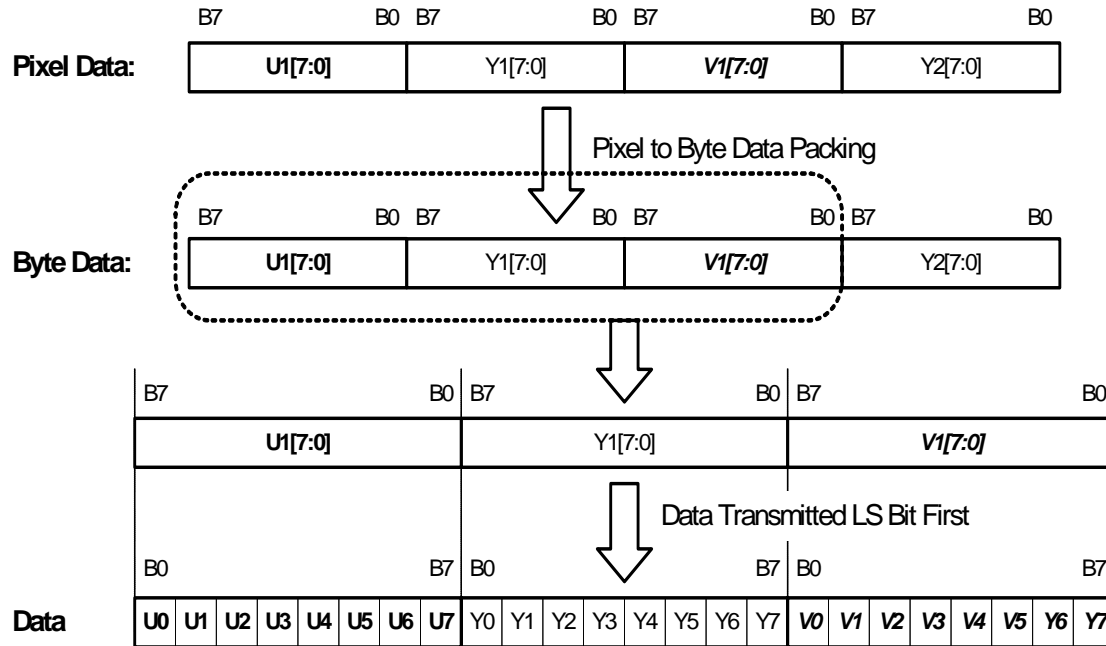 B7 B0 B7 B0 B7 B0
Pixel Data: U1[7:0] Y1[7:0] V1[7:0] Y2[7:0]
Pixel to Byte Data Packing
B7 B0 B7 B0 B7 B0 B7 B0
Byte Data: U1[7:0] Y1[7:0] V1[7:0] Y2[7:0]
B7 B0 B7 B0 B7 B0
U1[7:0] Y1[7:0] V1[7:0]
Data Transmitted LS Bit First
B0 B7 B0 B7 B0 B7
Data U0 U1 U2 U3 U4 U5 U6 U7 Y0 Y1 Y2 Y3 Y4 Y5 Y6 Y7 V0 V1 V2 V3 V4 V5 Y6 Y7